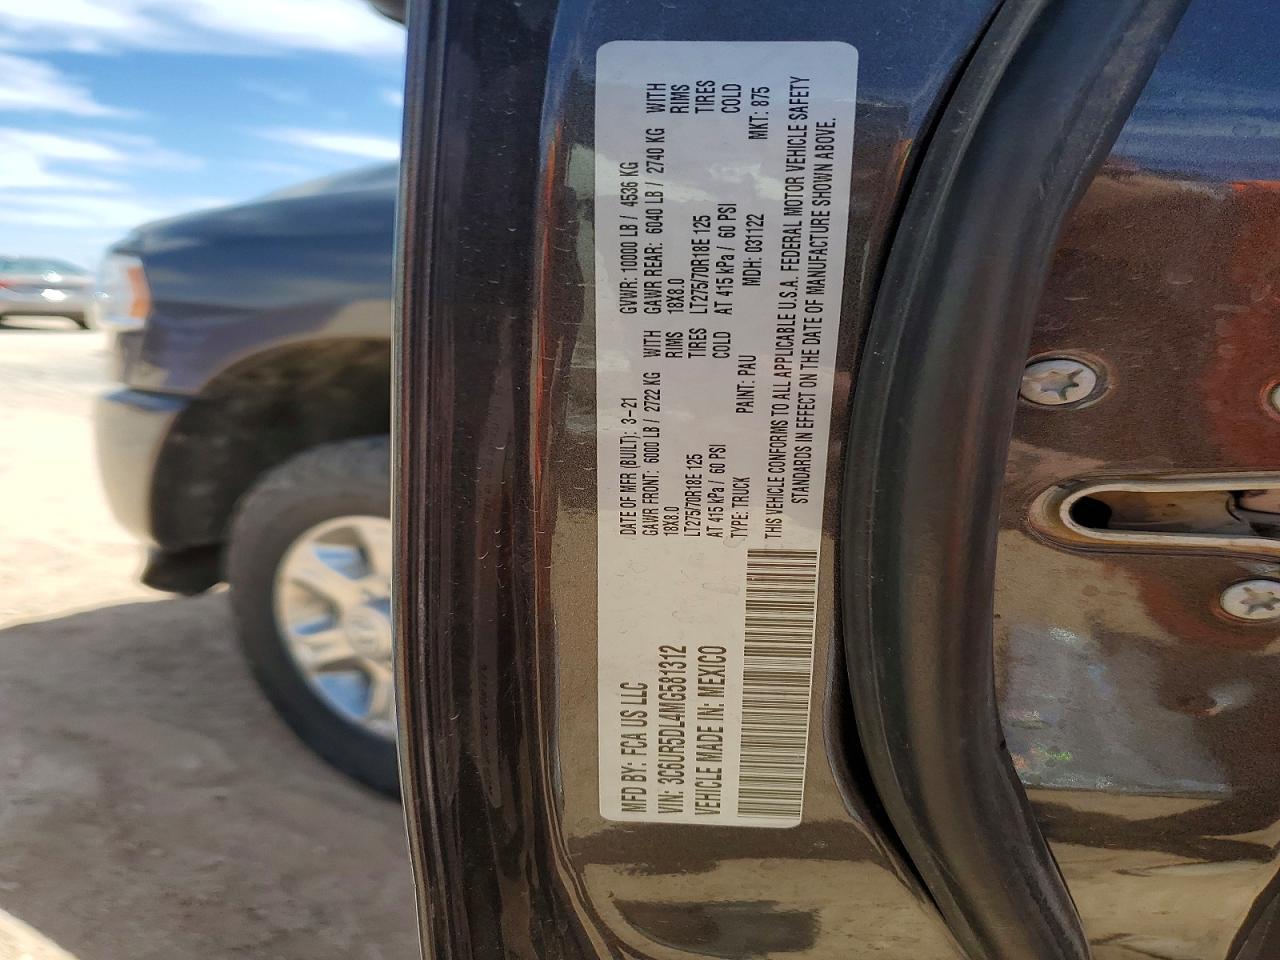 MFD BY: FCA US LLC
VIN: 3C6UR5DL4MG581312
VEHICLE MADE IN: MEXICO
DATE OF MFR (BUILT): 3-21 GVWR: 10000 LB / 4536 KG
GAWR FRONT: 6000 LB / 2722 KG WITH GAWR REAR: 6040 LB / 2740 KG WITH
18X8.0 RIMS 18X8.0 RIMS
LT275/70R18E 125 TIRES LT275/70R18E 125 TIRES
AT 415 kPa / 60 PSI COLD AT 415 kPa / 60 PSI COLD
TYPE: TRUCK PAINT: PAU MDH: 031122 MKT: 875
THIS VEHICLE CONFORMS TO ALL APPLICABLE U.S.A. FEDERAL MOTOR VEHICLE SAFETY
STANDARDS IN EFFECT ON THE DATE OF MANUFACTURE SHOWN ABOVE.